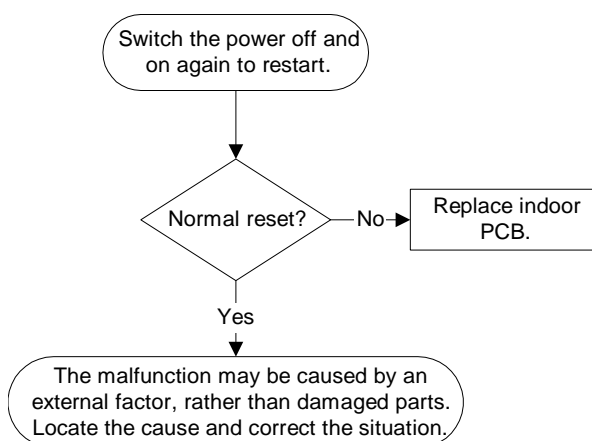 Switch the power off and
on again to restart.
Normal reset?
No
Replace indoor
PCB.
Yes
The malfunction may be caused by an
external factor, rather than damaged parts.
Locate the cause and correct the situation.